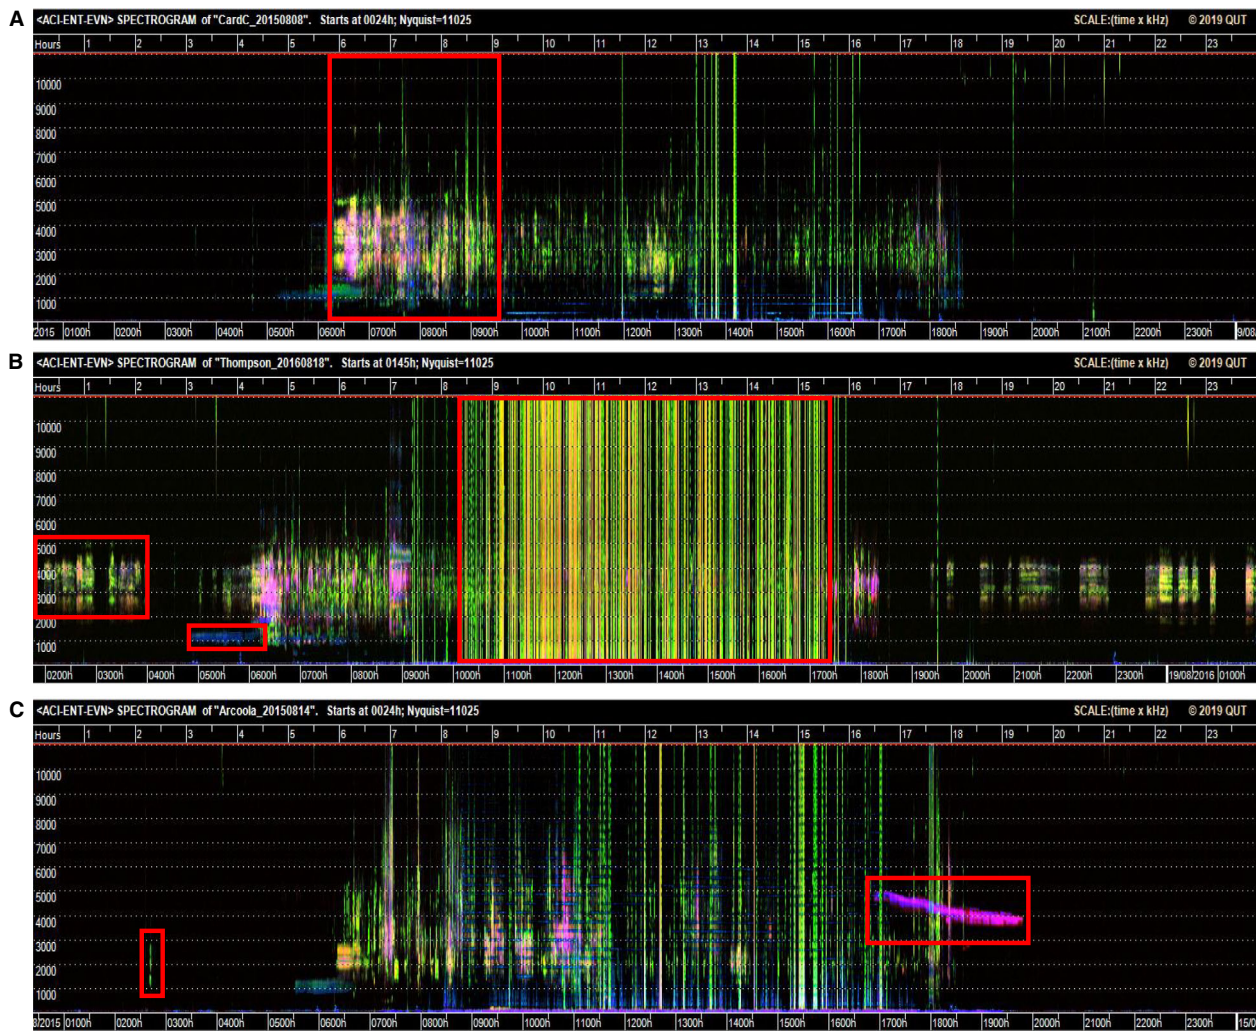 A
<ACI-ENT-EVN> SPECTROGRAM of "CardC_20150808".   Starts at 0024h; Nyquist=11025 SCALE:(time x kHz) © 2019 QUT
Hours 1 2 3 4 5 6 7 8 9 10 11 12 13 14 15 16 17 18 19 20 21 22 23
10000
9000
8000
7000
6000
5000
4000
3000
2000
1000
/2015 0100h 0200h 0300h 0400h 0500h 0600h 0700h 0800h 0900h 1000h 1100h 1200h 1300h 1400h 1500h 1600h 1700h 1800h 1900h 2000h 2100h 2200h 2300h 9/08
B
<ACI-ENT-EVN> SPECTROGRAM of "Thompson_20160818".  Starts at 0145h; Nyquist=11025 SCALE:(time x kHz) © 2019 QUT
Hours 1 2 3 4 5 6 7 8 9 10 11 12 13 14 15 16 17 18 19 20 21 22 23
10000
9000
8000
7000
6000
5000
4000
3000
2000
1000
0200h 0300h 0400h 0500h 0600h 0700h 0800h 0900h 1000h 1100h 1200h 1300h 1400h 1500h 1600h 1700h 1800h 1900h 2000h 2100h 2200h 2300h 19/08/2016 0100h
C
<ACI-ENT-EVN> SPECTROGRAM of "Arcoola_20150814".  Starts at 0024h; Nyquist=11025 SCALE:(time x kHz) © 2019 QUT
Hours 1 2 3 4 5 6 7 8 9 10 11 12 13 14 15 16 17 18 19 20 21 22 23
10000
9000
8000
7000
6000
5000
4000
3000
2000
1000
8/2015 0100h 0200h 0300h 0400h 0500h 0600h 0700h 0800h 0900h 1000h 1100h 1200h 1300h 1400h 1500h 1600h 1700h 1800h 1900h 2000h 2100h 2200h 2300h 15/0